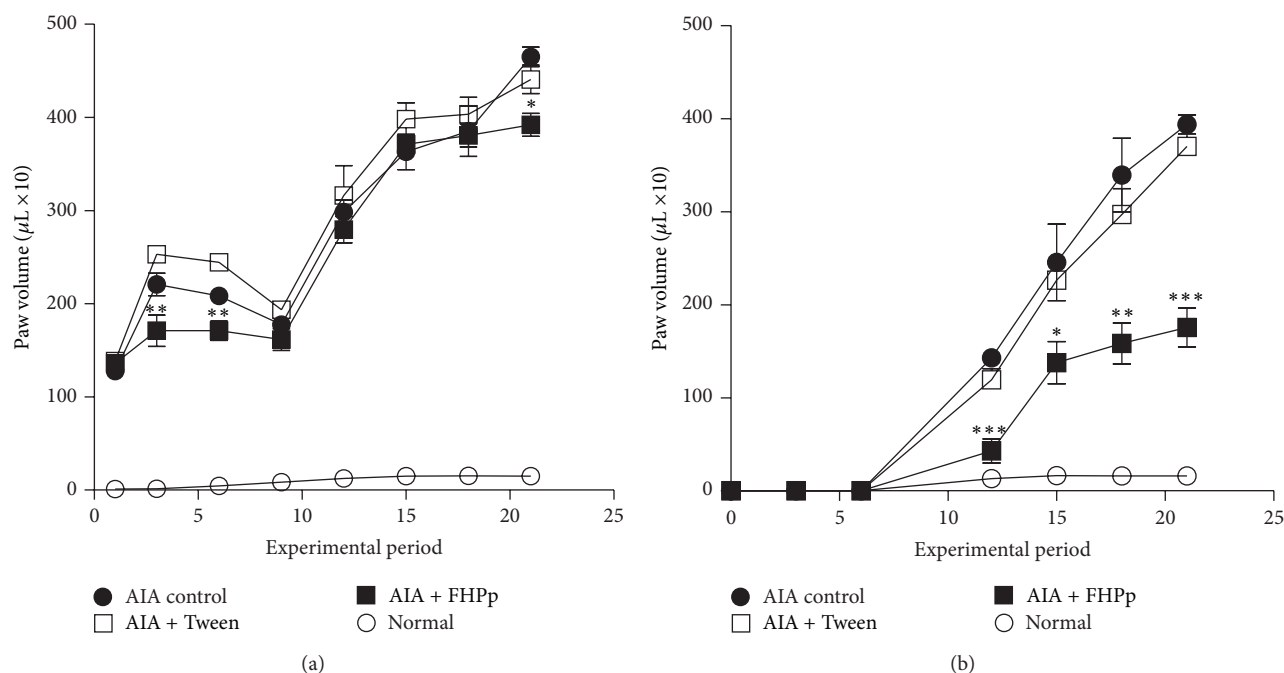 500
400
300
200
100
0
Paw volume (μL ×10)
**
**
*
0
5
10
15
20
25
Experimental period
AIA control
AIA + Tween
AIA + FHPp
Normal
(a)
500
400
300
200
100
0
Paw volume (μL ×10)
***
*
**
***
0
5
10
15
20
25
Experimental period
AIA control
AIA + Tween
AIA + FHPp
Normal
(b)